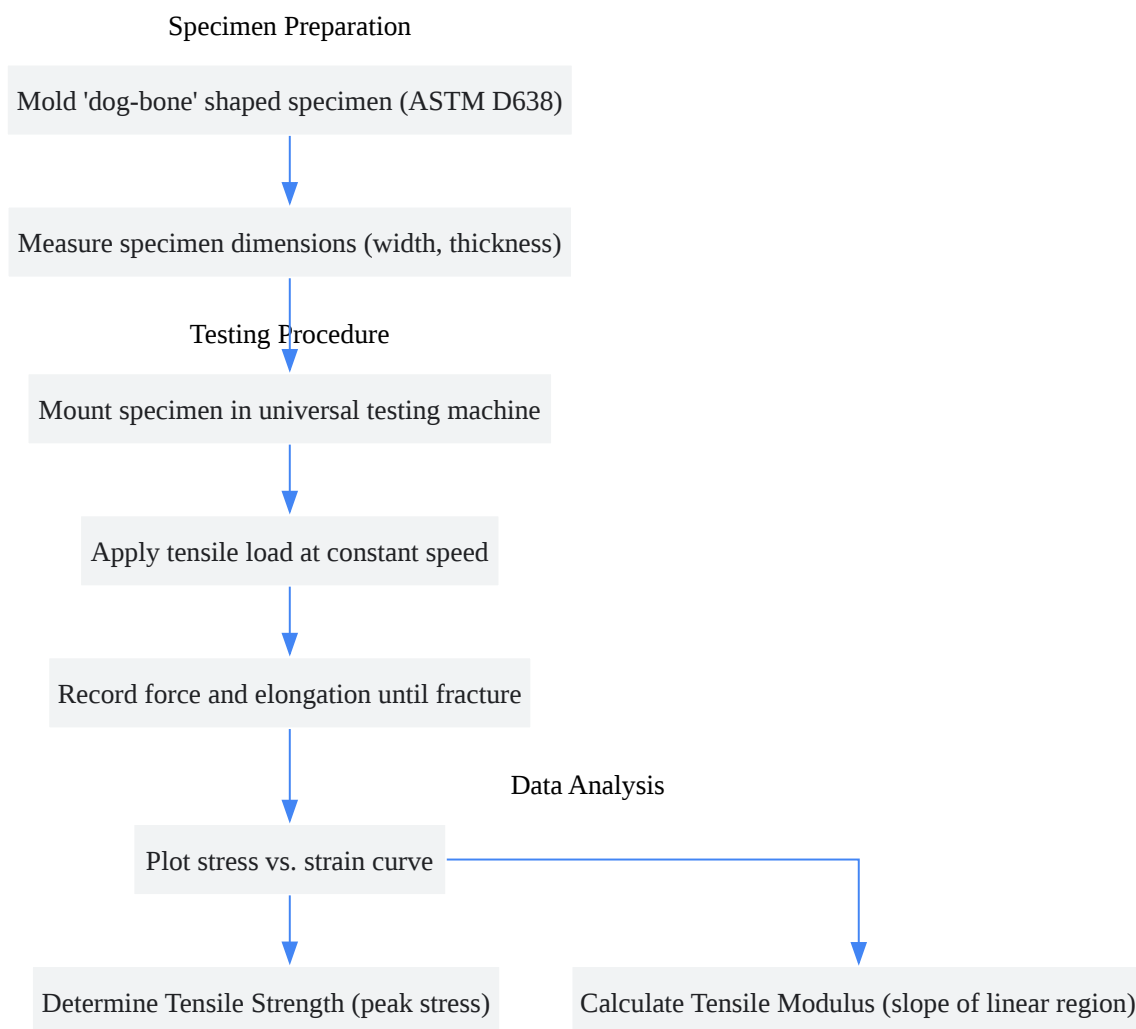 Specimen Preparation
Mold 'dog-bone' shaped specimen (ASTM D638)
Measure specimen dimensions (width, thickness)
Testing Procedure
Mount specimen in universal testing machine
Apply tensile load at constant speed
Record force and elongation until fracture
Data Analysis
Plot stress vs. strain curve
Determine Tensile Strength (peak stress)
Calculate Tensile Modulus (slope of linear region)